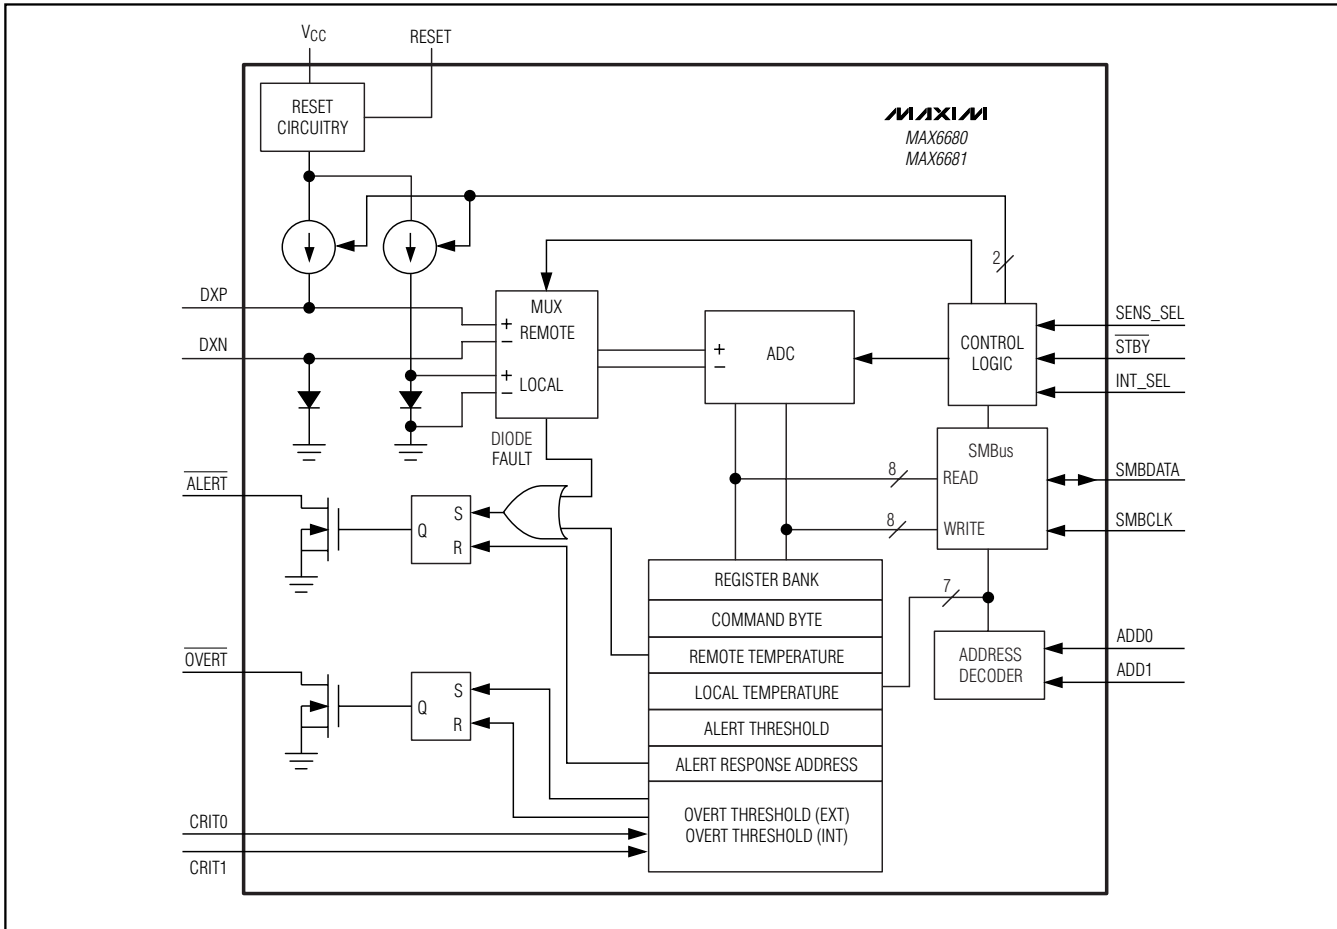 VCC
RESET
RESET
CIRCUITRY
MAXIM
MAX6680
MAX6681
2
DXP
MUX
+
REMOTE
−
+
LOCAL
−
+
−
ADC
CONTROL
LOGIC
SENS_SEL
STBY
INT_SEL
DXN
DIODE
FAULT
SMBus
8
READ
SMBDATA
ALERT
S
Q
R
8
WRITE
SMBCLK
REGISTER BANK
7
COMMAND BYTE
REMOTE TEMPERATURE
ADDRESS
DECODER
ADD0
ADD1
OVERT
S
Q
R
LOCAL TEMPERATURE
ALERT THRESHOLD
ALERT RESPONSE ADDRESS
OVERT THRESHOLD (EXT)
OVERT THRESHOLD (INT)
CRIT0
CRIT1